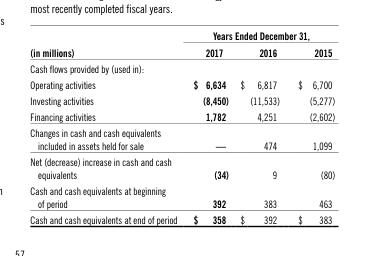 most recently completed fiscal years.
Years Ended December 31,
(in millions) 2017 2016 2015
Cash flows provided by (used in):
Operating activities $ 6,634 $ 6,817 $ 6,700
Investing activities (8,450) (11,533) (5,277)
Financing activities 1,782 4,251 (2,602)
Changes in cash and cash equivalents
included in assets held for sale — 474 1,099
Net (decrease) increase in cash and cash
equivalents (34) 9 (80)
Cash and cash equivalents at beginning
of period 392 383 463
Cash and cash equivalents at end of period $ 358 $ 392 $ 383
57